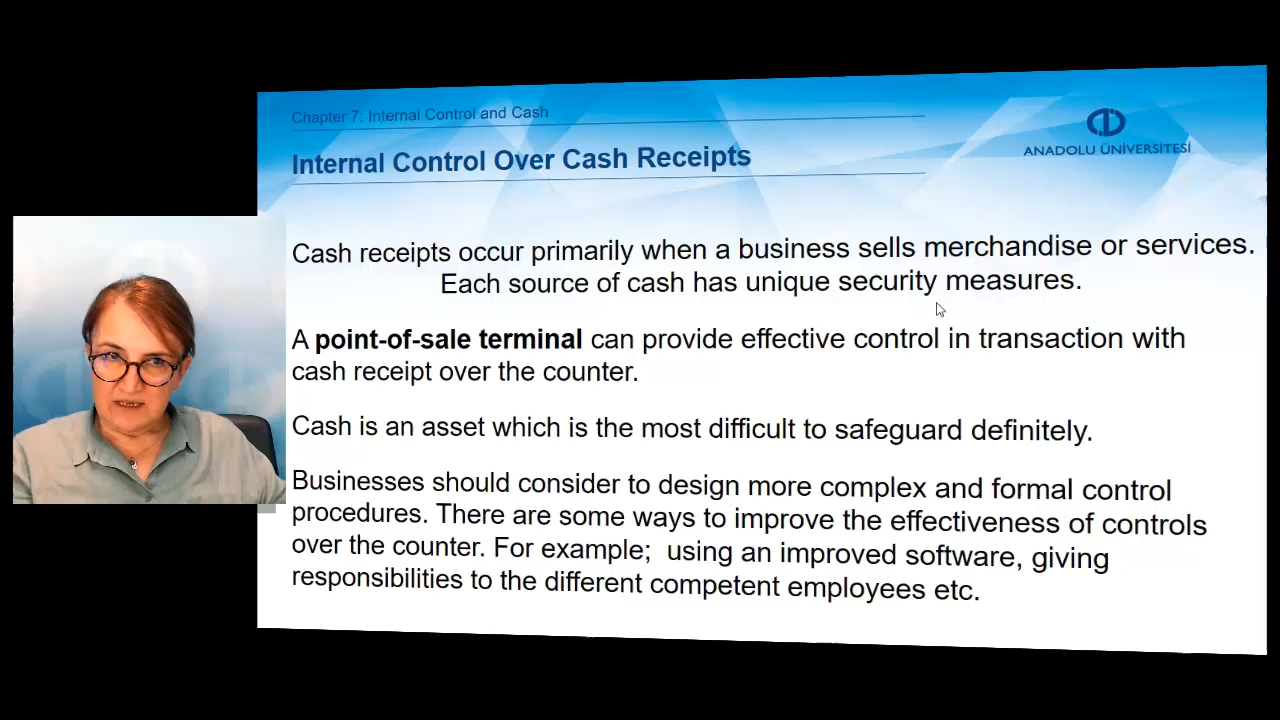 Chapter 7: Internal Control and Cash
Internal Control Over Cash Receipts
ANADOLU ÜNİVERSİTESİ
Cash receipts occur primarily when a business sells merchandise or services.
Each source of cash has unique security measures.
A point-of-sale terminal can provide effective control in transaction with
cash receipt over the counter.
Cash is an asset which is the most difficult to safeguard definitely.
Businesses should consider to design more complex and formal control
procedures. There are some ways to improve the effectiveness of controls
over the counter. For example; using an improved software, giving
responsibilities to the different competent employees etc.